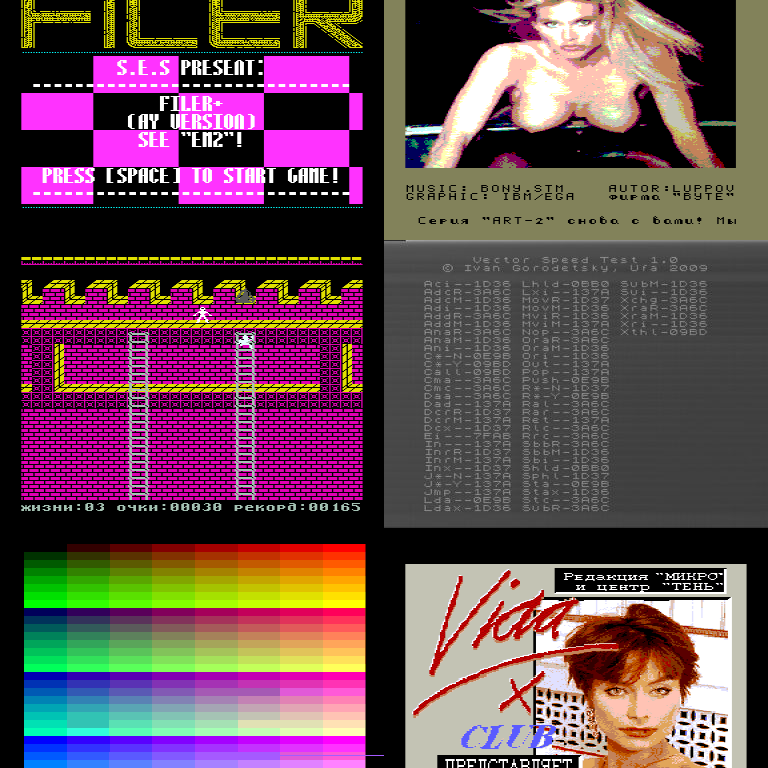 FILER
S.E.S PRESENT:
FILER+
(AY VERSION)
SEE "EM2"!
PRESS [SPACE] TO START GAME!
MUSIC: BONY.STM AUTOR:LUPPOV
GRAPHIC: IBM/EGA фирма "BYTE"
Серия "ART-2" снова с вами! Мы
жизни:03 очки:00030 рекорд:00165
Vector Speed Test 1.0
© Ivan Gorodetsky, Ufa 2009
Aci--1D36 Lhld-0BB0 SubM-1D36
AdcR-3A6C Lxi--137A Sui--1D36
AdcM-1D36 MovR-1D37 Xchg-3A6C
Adi--1D36 MovM-1D36 XraR-3A6C
AddR-3A6C MviR-1D36 XraM-1D36
AddM-1D36 MviM-137A Xri--1D36
AnaR-3A6C Nop--3A6C Xthl-09BD
AnaM-1D36 OraR-3A6C
Ani--1D36 OraM-1D36
C*-N-0E9B Ori--1D36
C*-Y-09BD Out--137A
Call-09BD PopN-137A
Cmc--3A6C Push-0E9B
Cma--3A6C R*-N-1D37
Daa--3A6C R*-Y-0E9B
Dad--137A Ral--3A6C
DcrR-1D37 Rar--3A6C
DcrM-137A Ret--137A
Dcx--1D37 Rlc--3A6C
Ei---7FAB Rrc--3A6C
In---137A SbbR-3A6C
InrR-1D37 SbbM-1D36
InrM-137A Sbi--1D36
Inx--1D37 Shld-0BB0
J*-N-137A Sphl-1D37
J*-Y-137A Sta--0E9B
Jmp--137A Stax-1D36
Lda--0E9B Stc--3A6C
Ldax-1D36 SubR-3A6C
Редакция "МИКРО"
и центр "ТЕНЬ"
Victa
X
CLUB
ПРЕДСТАВЛЯЕТ